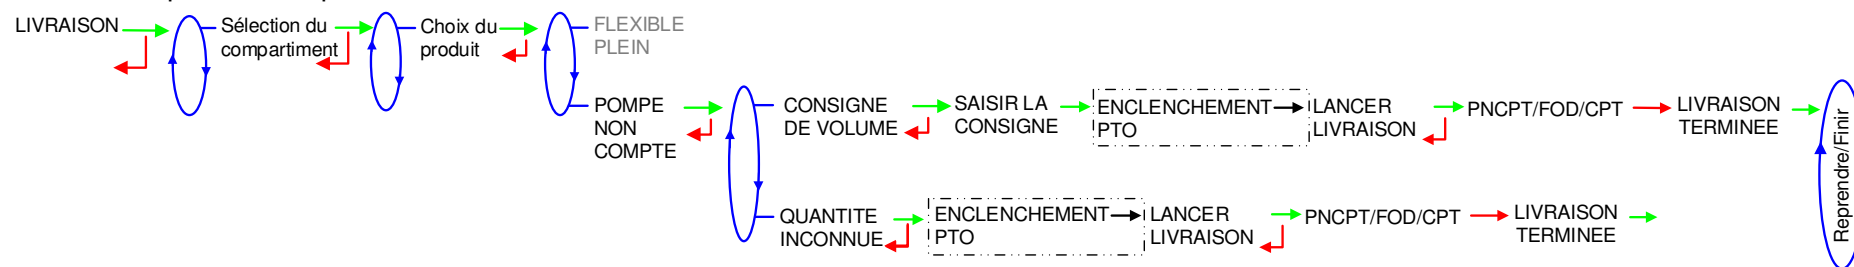 LIVRAISON
Sélection du
compartiment
Choix du
produit
FLEXIBLE
PLEIN
POMPE
NON
COMPTE
CONSIGNE
DE VOLUME
SAISIR LA
CONSIGNE
ENCLENCHEMENT
PTO
LANCER
LIVRAISON
PNCPT/FOD/CPT
LIVRAISON
TERMINEE
Reprendre/Finir
QUANTITE
INCONNUE
ENCLENCHEMENT
PTO
LANCER
LIVRAISON
PNCPT/FOD/CPT
LIVRAISON
TERMINEE